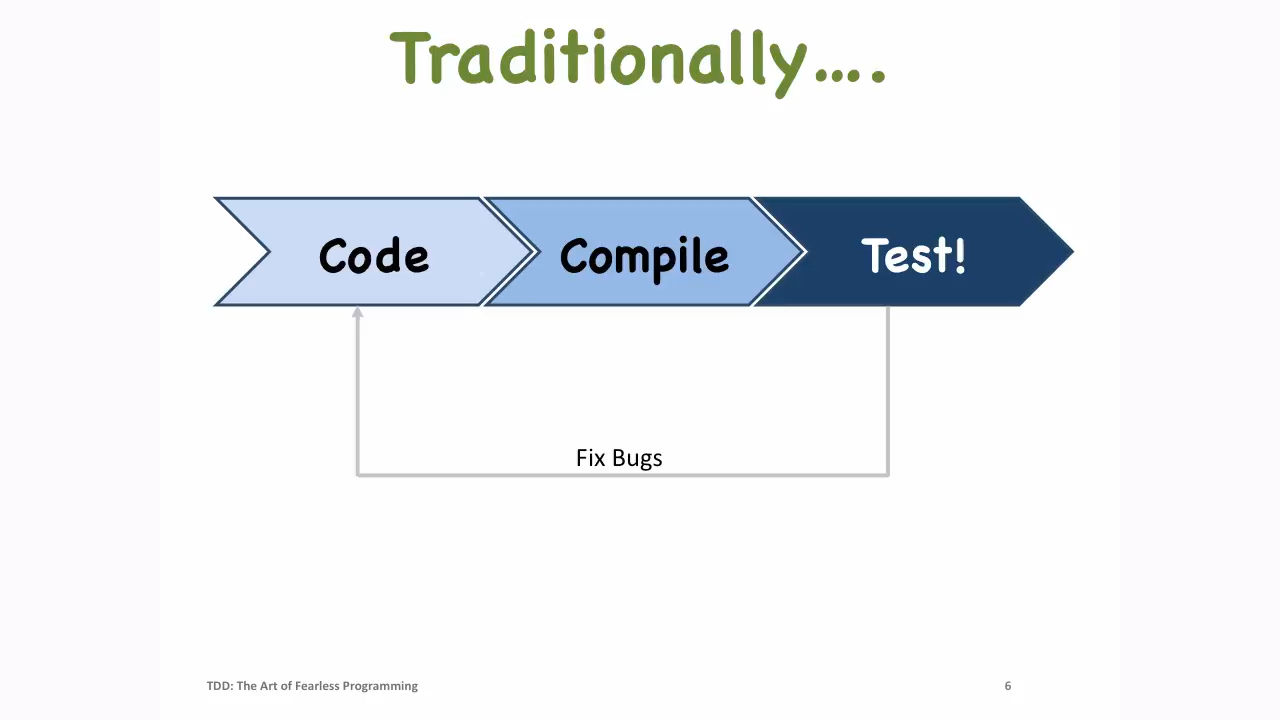 Traditionally….
Code
Compile
Test!
Fix Bugs
TDD: The Art of Fearless Programming
6